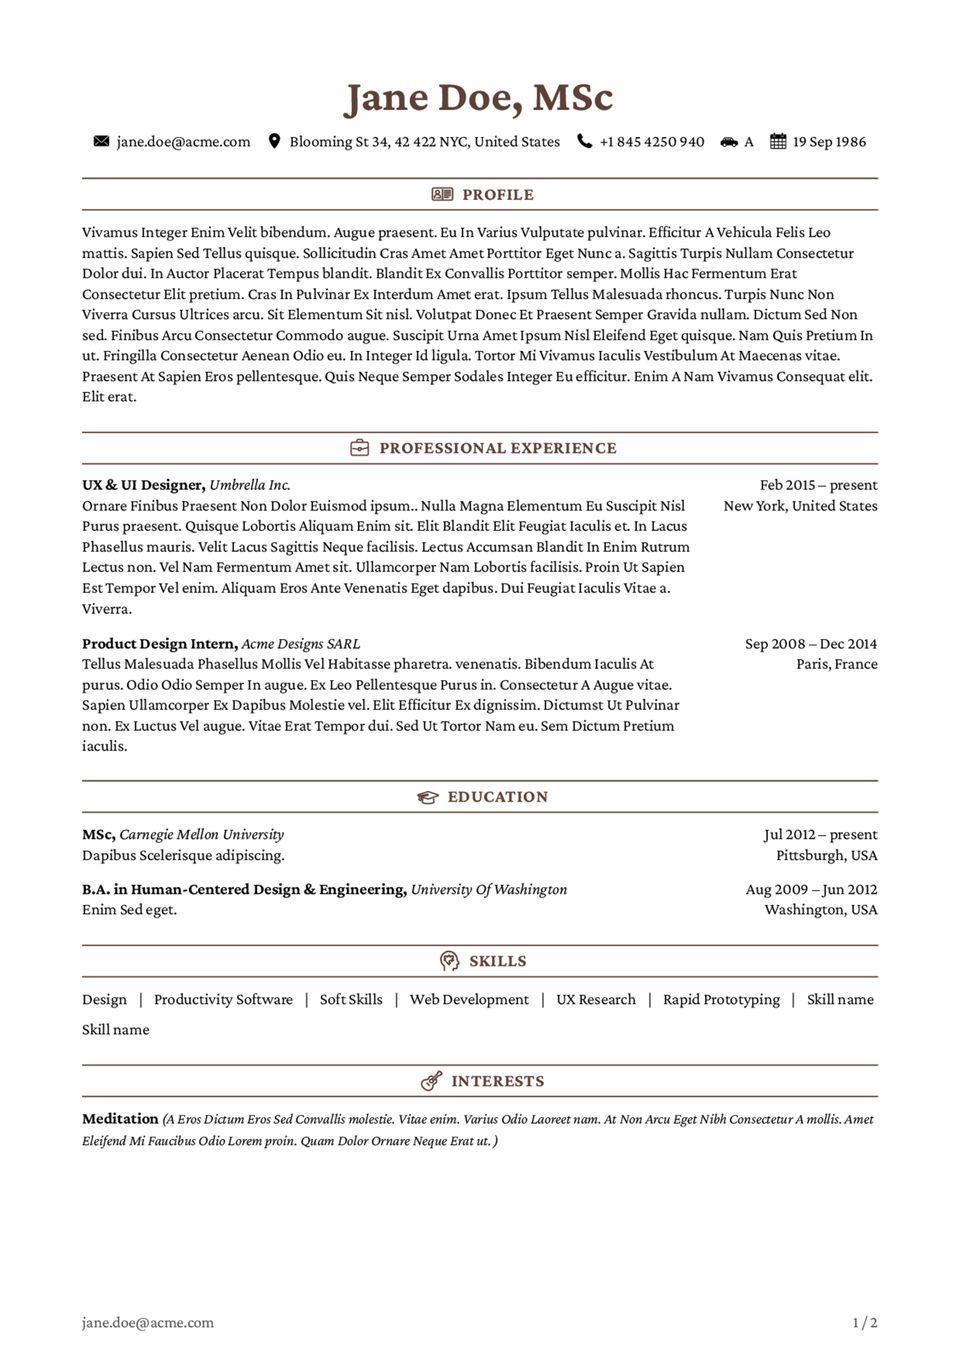 Jane Doe, MSc
jane.doe@acme.com Blooming St 34, 42 422 NYC, United States +1 845 4250 940 A 19 Sep 1986
PROFILE
Vivamus Integer Enim Velit bibendum. Augue praesent. Eu In Varius Vulputate pulvinar. Efficitur A Vehicula Felis Leo
mattis. Sapien Sed Tellus quisque. Sollicitudin Cras Amet Amet Porttitor Eget Nunc a. Sagittis Turpis Nullam Consectetur
Dolor dui. In Auctor Placerat Tempus blandit. Blandit Ex Convallis Porttitor semper. Mollis Hac Fermentum Erat
Consectetur Elit pretium. Cras In Pulvinar Ex Interdum Amet erat. Ipsum Tellus Malesuada rhoncus. Turpis Nunc Non
Viverra Cursus Ultrices arcu. Sit Elementum Sit nisl. Volutpat Donec Et Praesent Semper Gravida nullam. Dictum Sed Non
sed. Finibus Arcu Consectetur Commodo augue. Suscipit Urna Amet Ipsum Nisl Eleifend Eget quisque. Nam Quis Pretium In
ut. Fringilla Consectetur Aenean Odio eu. In Integer Id ligula. Tortor Mi Vivamus Iaculis Vestibulum At Maecenas vitae.
Praesent At Sapien Eros pellentesque. Quis Neque Semper Sodales Integer Eu efficitur. Enim A Nam Vivamus Consequat elit.
Elit erat.
PROFESSIONAL EXPERIENCE
UX & UI Designer, Umbrella Inc. Feb 2015 – present
Ornare Finibus Praesent Non Dolor Euismod ipsum.. Nulla Magna Elementum Eu Suscipit Nisl New York, United States
Purus praesent. Quisque Lobortis Aliquam Enim sit. Elit Blandit Elit Feugiat Iaculis et. In Lacus
Phasellus mauris. Velit Lacus Sagittis Neque facilisis. Lectus Accumsan Blandit In Enim Rutrum
Lectus non. Vel Nam Fermentum Amet sit. Ullamcorper Nam Lobortis facilisis. Proin Ut Sapien
Est Tempor Vel enim. Aliquam Eros Ante Venenatis Eget dapibus. Dui Feugiat Iaculis Vitae a.
Viverra.
Product Design Intern, Acme Designs SARL Sep 2008 – Dec 2014
Tellus Malesuada Phasellus Mollis Vel Habitasse pharetra. venenatis. Bibendum Iaculis At Paris, France
purus. Odio Odio Semper In augue. Ex Leo Pellentesque Purus in. Consectetur A Augue vitae.
Sapien Ullamcorper Ex Dapibus Molestie vel. Elit Efficitur Ex dignissim. Dictumst Ut Pulvinar
non. Ex Luctus Vel augue. Vitae Erat Tempor dui. Sed Ut Tortor Nam eu. Sem Dictum Pretium
iaculis.
EDUCATION
MSc, Carnegie Mellon University Jul 2012 – present
Dapibus Scelerisque adipiscing. Pittsburgh, USA
B.A. in Human-Centered Design & Engineering, University Of Washington Aug 2009 – Jun 2012
Enim Sed eget. Washington, USA
SKILLS
Design | Productivity Software | Soft Skills | Web Development | UX Research | Rapid Prototyping | Skill name
Skill name
INTERESTS
Meditation (A Eros Dictum Eros Sed Convallis molestie. Vitae enim. Varius Odio Laoreet nam. At Non Arcu Eget Nibh Consectetur A mollis. Amet
Eleifend Mi Faucibus Odio Lorem proin. Quam Dolor Ornare Neque Erat ut. )
jane.doe@acme.com 1 / 2